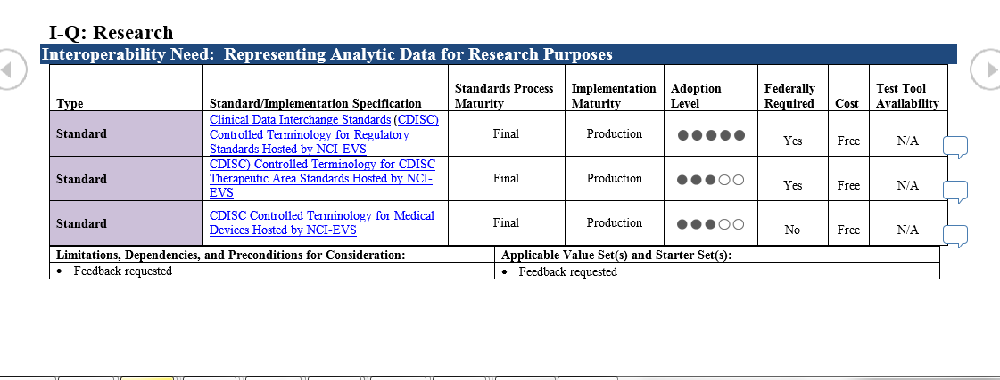 I-Q: Research
Interoperability Need: Representing Analytic Data for Research Purposes
Type
Standard/Implementation Specification
Standards Process
Maturity
Implementation
Maturity
Adoption
Level
Federally
Required
Cost
Test Tool
Availability
Standard
Clinical Data Interchange Standards (CDISC)
Controlled Terminology for Regulatory
Standards Hosted by NCI-EVS
Final
Production
Yes
Free
N/A
Standard
CDISC) Controlled Terminology for CDISC
Therapeutic Area Standards Hosted by NCI-
EVS
Final
Production
Yes
Free
N/A
Standard
CDISC Controlled Terminology for Medical
Devices Hosted by NCI-EVS
Final
Production
No
Free
N/A
Limitations, Dependencies, and Preconditions for Consideration:
• Feedback requested
Applicable Value Set(s) and Starter Set(s):
• Feedback requested